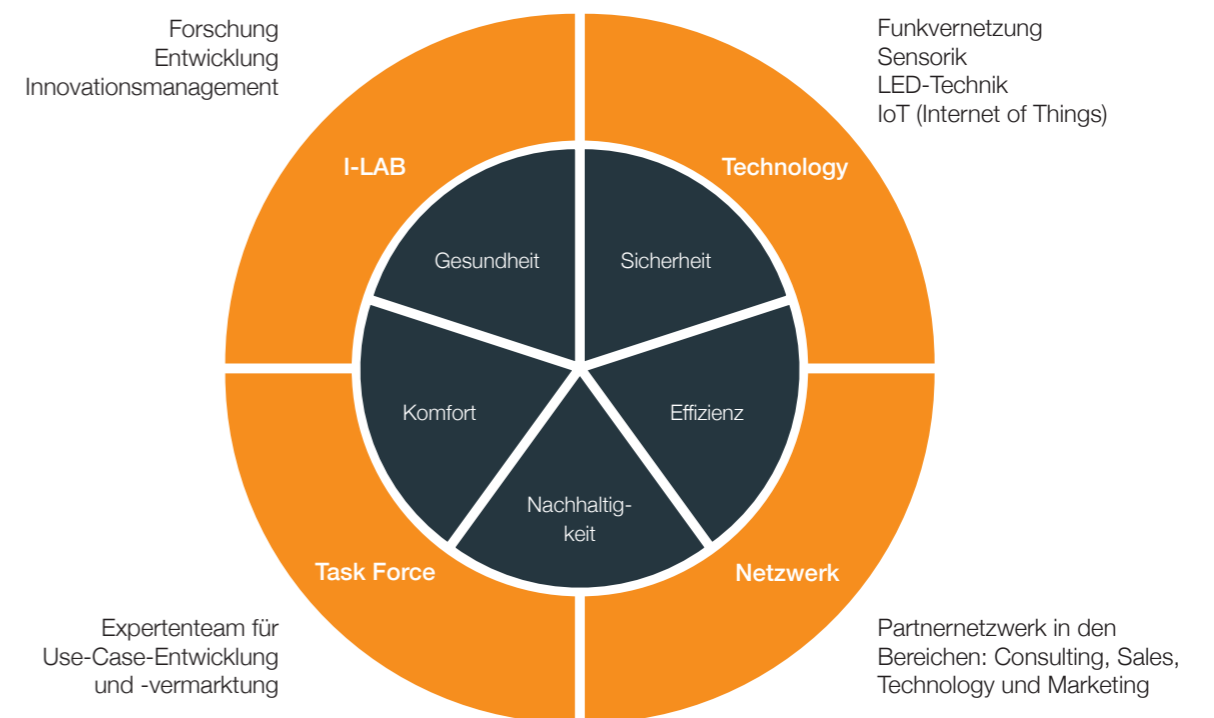 Forschung
Entwicklung
Innovationsmanagement
Funkvernetzung
Sensorik
LED-Technik
IoT (Internet of Things)
I-LAB
Technology
Gesundheit
Sicherheit
Komfort
Effizienz
Nachhaltig-
keit
Task Force
Netzwerk
Expertenteam für
Use-Case-Entwicklung
und -vermarktung
Partnernetzwerk in den
Bereichen: Consulting, Sales,
Technology und Marketing